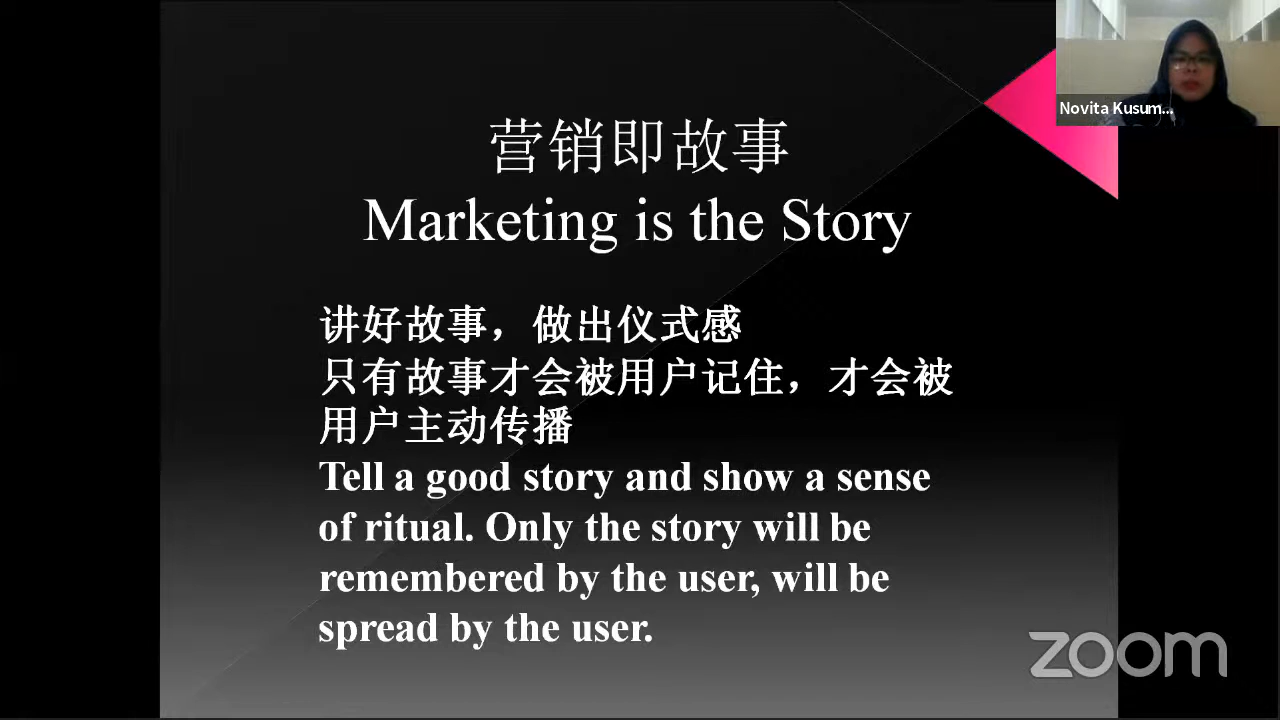 Novita Kusum...
营销即故事
Marketing is the Story
讲好故事，做出仪式感
只有故事才会被用户记住，才会被
用户主动传播
Tell a good story and show a sense
of ritual. Only the story will be
remembered by the user, will be
spread by the user.
zoom